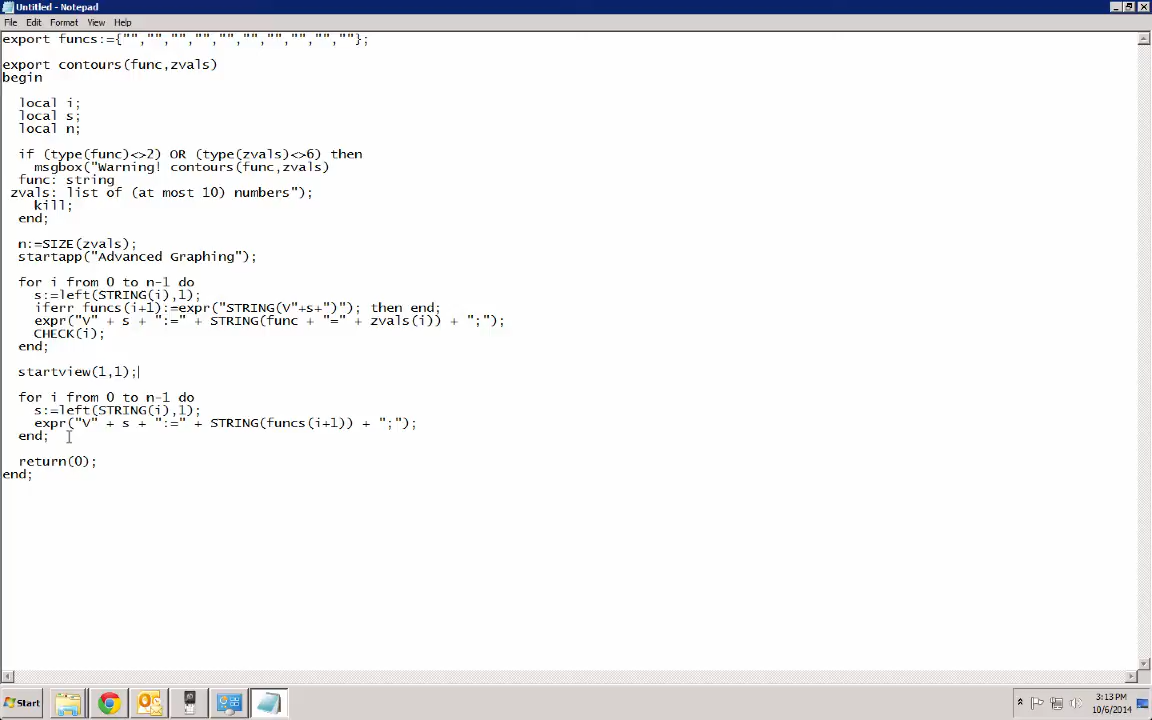 Untitled - Notepad
File Edit Format View Help
export funcs:={"","","","","","","","","",""};
export contours(func,zvals)
begin
local i;
local s;
local n;
if (type(func)<>2) OR (type(zvals)<>6) then
msgbox("Warning! contours(func,zvals)
func: string
zvals: list of (at most 10) numbers");
kill;
end;
n:=SIZE(zvals);
startapp("Advanced Graphing");
for i from 0 to n-1 do
s:=left(STRING(i),1);
iferr funcs(i+1):=expr("STRING(V"+s+")"); then end;
expr("V" + s + ":=" + STRING(func + "=" + zvals(i)) + ";");
CHECK(i);
end;
startview(1,1);
for i from 0 to n-1 do
s:=left(STRING(i),1);
expr("V" + s + ":=" + STRING(funcs(i+1)) + ";");
end;
return(0);
end;
Start
3:13 PM
10/6/2014